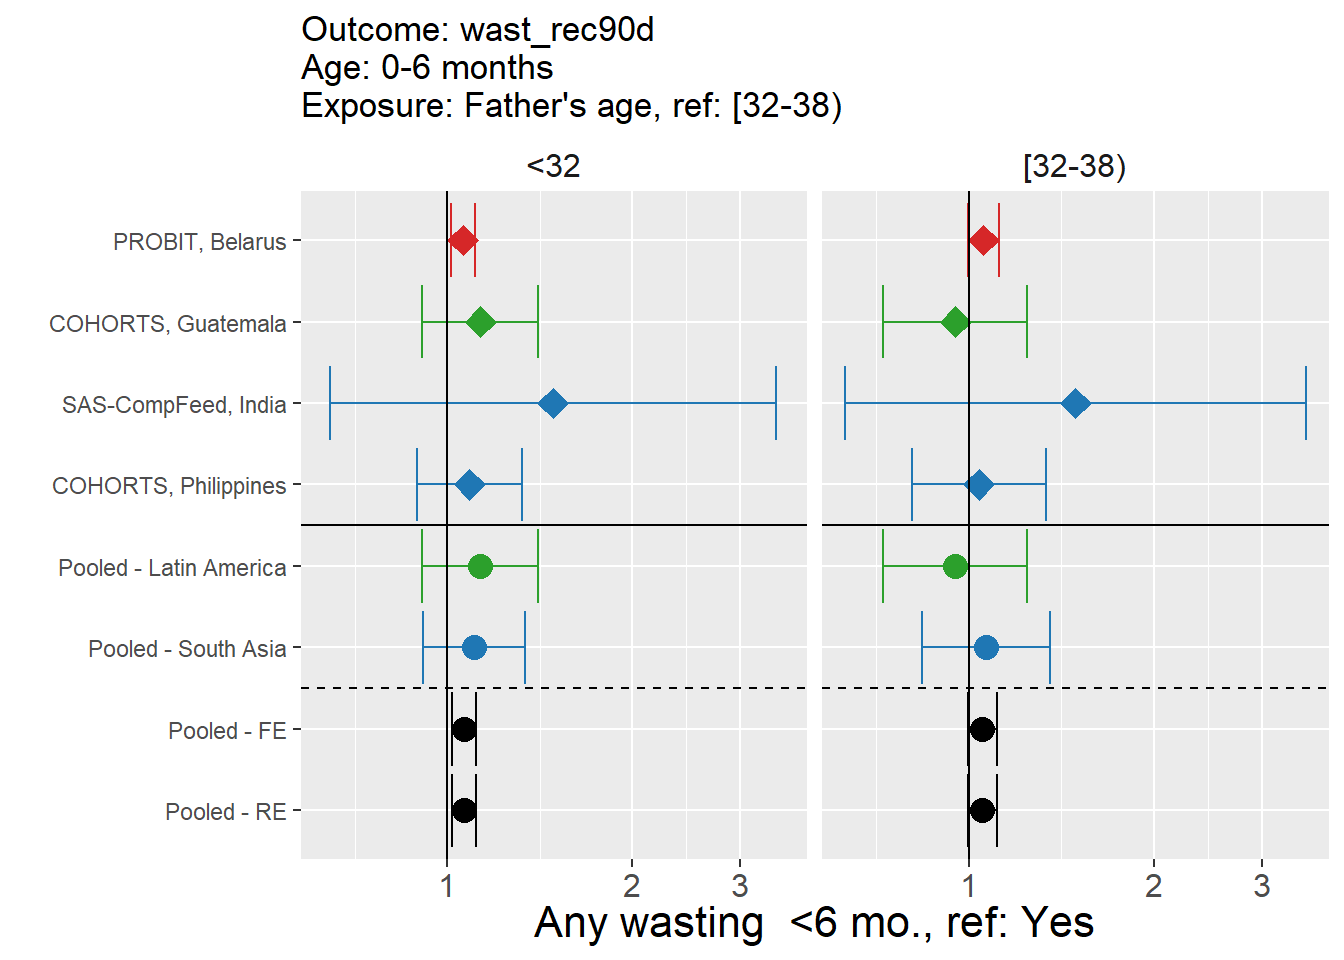 Outcome: wast_rec90d
Age: 0-6 months
Exposure: Father's age, ref: [32-38)
<32
[32-38)
PROBIT, Belarus
COHORTS, Guatemala
SAS-CompFeed, India
COHORTS, Philippines
Pooled - Latin America
Pooled - South Asia
Pooled - FE
Pooled - RE
1 2 3 1 2 3
Any wasting  <6 mo., ref: Yes